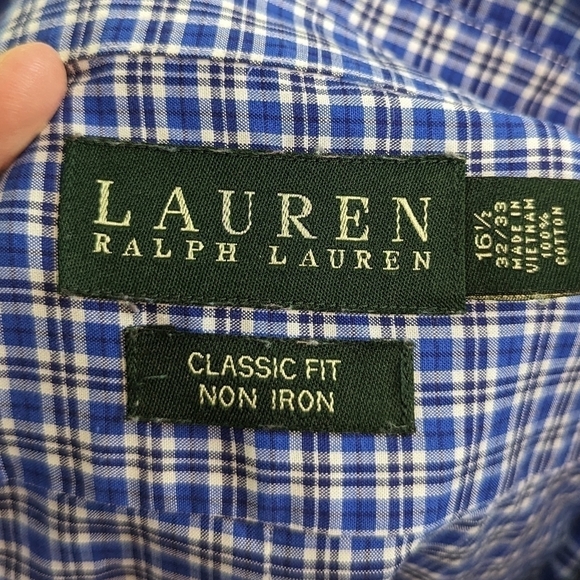 LAUREN
RALPH LAUREN
16½
32/33
MADE IN
VIETNAM
100%
COTTON
CLASSIC FIT
NON IRON